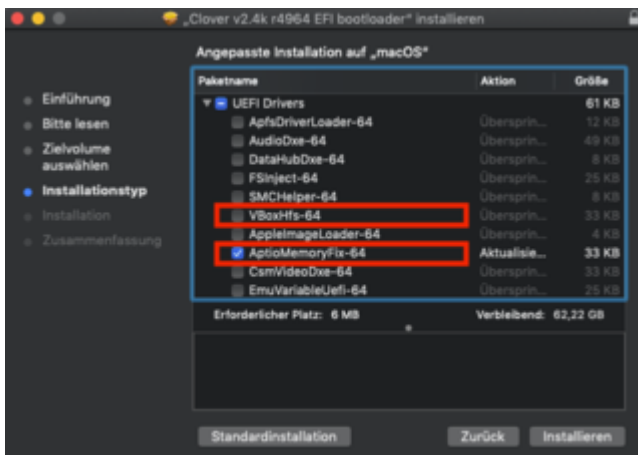 „Clover v2.4k r4964 EFI bootloader“ installieren
Angepasste Installation auf „macOS“
Paketname Aktion Größe
Einführung
Bitte lesen
Zielvolume
auswählen
Installationstyp
Installation
Zusammenfassung
UEFI Drivers 61 KB
ApfsDriverLoader-64 Übersprin... 12 KB
AudioDxe-64 Übersprin... 49 KB
DataHubDxe-64 Übersprin... 8 KB
FSInject-64 Übersprin... 25 KB
SMCHelper-64 Übersprin... 8 KB
VBoxHfs-64 Übersprin... 33 KB
AppleImageLoader-64 Übersprin... 4 KB
AptioMemoryFix-64 Aktualisie... 33 KB
CsmVideoDxe-64 Übersprin... 33 KB
EmuVariableUefi-64 Übersprin... 25 KB
Erforderlicher Platz: 6 MB Verbleibend: 62,22 GB
Standardinstallation Zurück Installieren